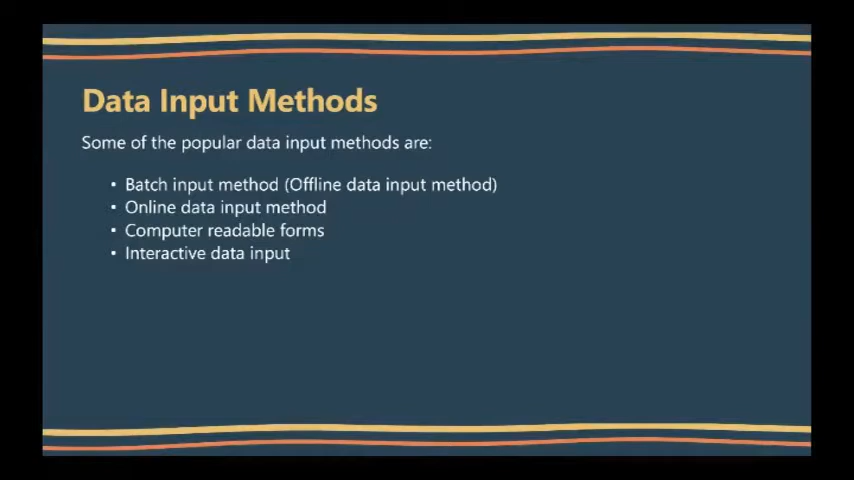 Data Input Methods
Some of the popular data input methods are:
• Batch input method (Offline data input method)
• Online data input method
• Computer readable forms
• Interactive data input